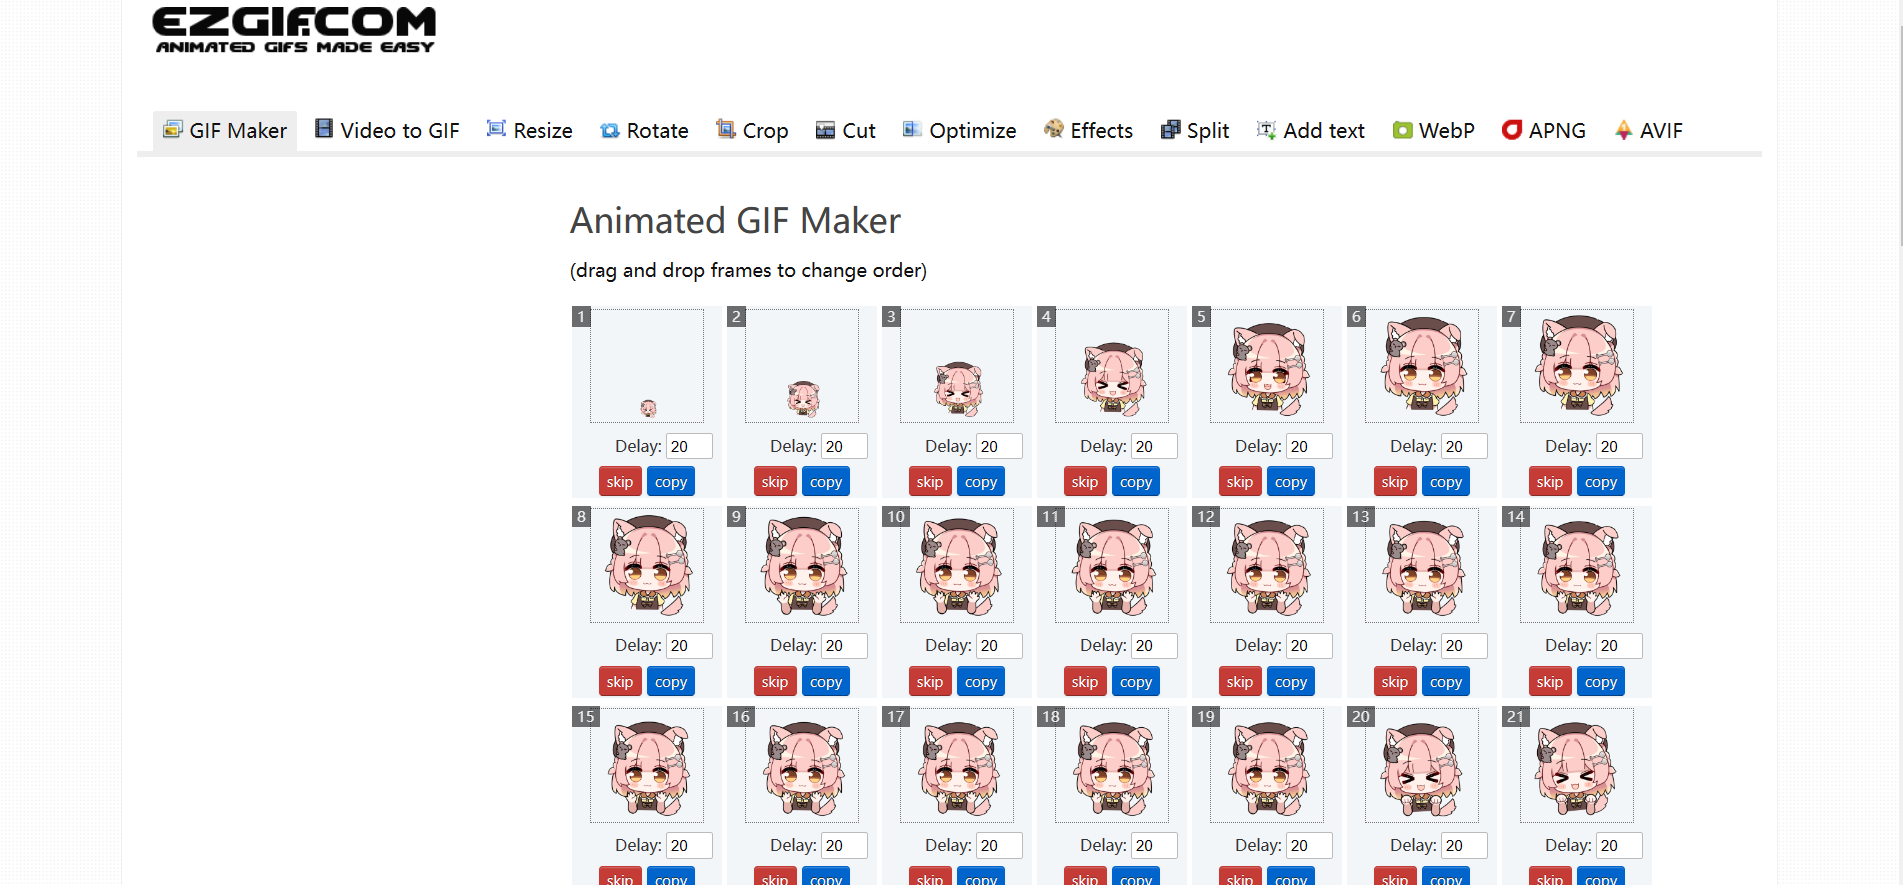 EZGIF.COM
ANIMATED GIFS MADE EASY
GIF Maker Video to GIF Resize Rotate Crop Cut Optimize Effects Split Add text WebP APNG AVIF
Animated GIF Maker
(drag and drop frames to change order)
1 2 3 4 5 6 7
Delay: 20 Delay: 20 Delay: 20 Delay: 20 Delay: 20 Delay: 20 Delay: 20
skip copy skip copy skip copy skip copy skip copy skip copy skip copy
8 9 10 11 12 13 14
Delay: 20 Delay: 20 Delay: 20 Delay: 20 Delay: 20 Delay: 20 Delay: 20
skip copy skip copy skip copy skip copy skip copy skip copy skip copy
15 16 17 18 19 20 21
Delay: 20 Delay: 20 Delay: 20 Delay: 20 Delay: 20 Delay: 20 Delay: 20
skip copy skip copy skip copy skip copy skip copy skip copy skip copy